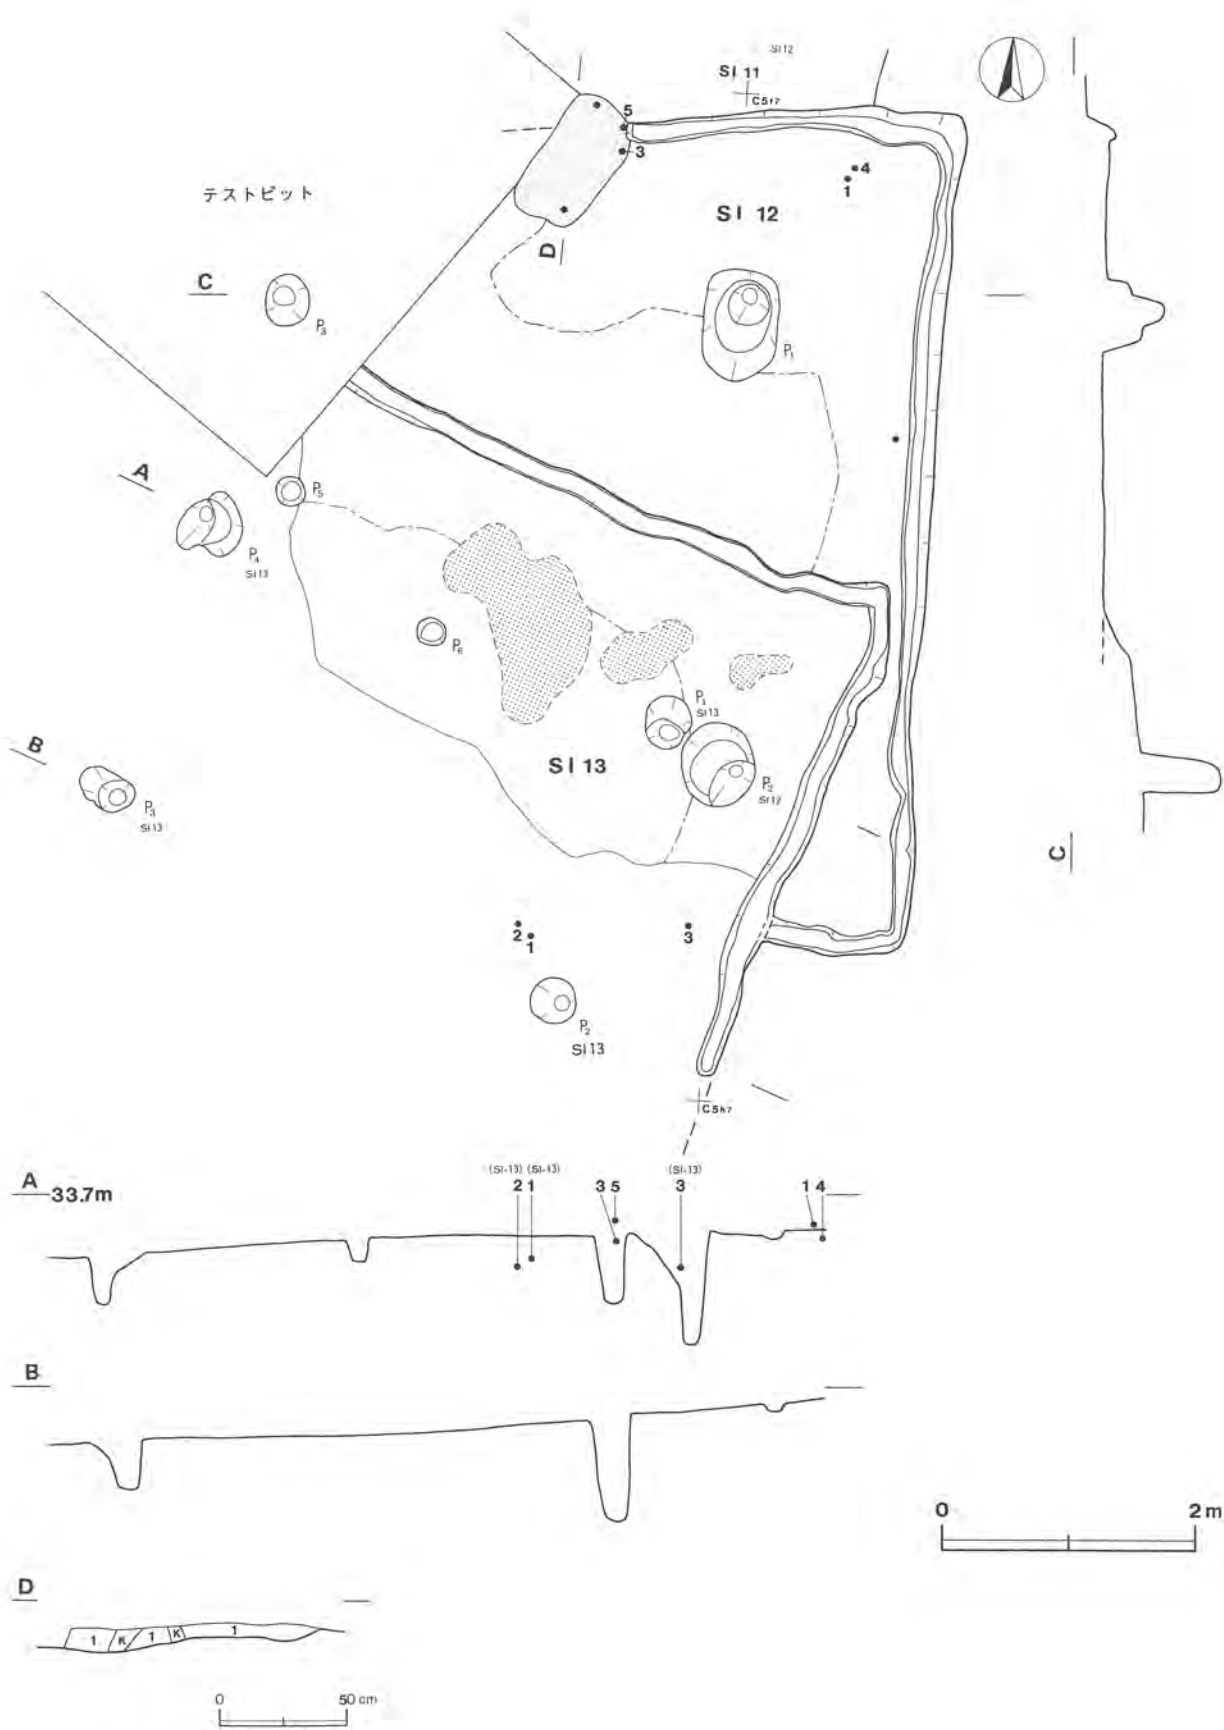 SI 12
SI 11
C5f7
5
3
4
1
テストピット
SI 12
D
C
P3
P1
A
P5
P4
SI 13
P6
P1
SI 13
SI 13
P2
SI 12
B
P3
SI 13
C
2
1
3
P2
SI 13
C5h7
A 33.7m
(SI-13) (SI-13) (SI-13)
2 1 3 5 3 1 4
B
0 2 m
D
1 K 1 K 1
0 50 cm